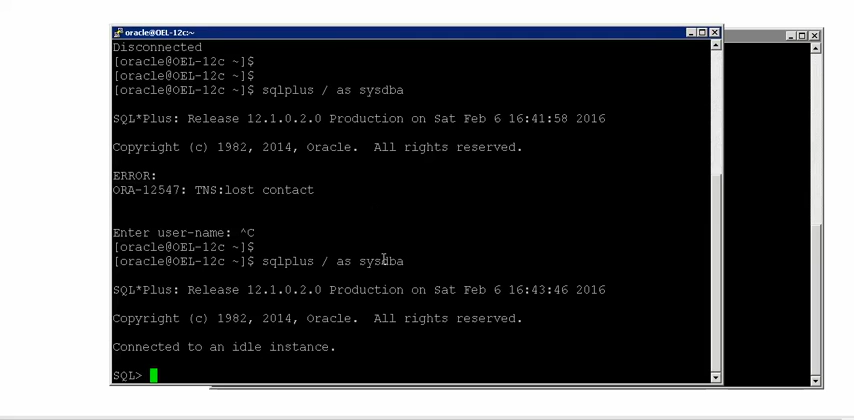 oracle@OEL-12c:~
Disconnected
[oracle@OEL-12c ~]$
[oracle@OEL-12c ~]$
[oracle@OEL-12c ~]$ sqlplus / as sysdba
SQL*Plus: Release 12.1.0.2.0 Production on Sat Feb 6 16:41:58 2016
Copyright (c) 1982, 2014, Oracle.  All rights reserved.
ERROR:
ORA-12547: TNS:lost contact
Enter user-name: ^C
[oracle@OEL-12c ~]$
[oracle@OEL-12c ~]$ sqlplus / as sysdba
SQL*Plus: Release 12.1.0.2.0 Production on Sat Feb 6 16:43:46 2016
Copyright (c) 1982, 2014, Oracle.  All rights reserved.
Connected to an idle instance.
SQL>